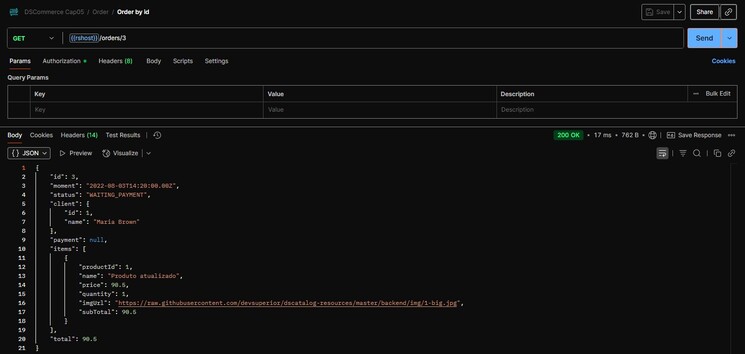 DSCommerce Cap05 / Order / Order by id
Save
Share
GET
{{rshost}}/orders/3
Send
Params Authorization Headers (8) Body Scripts Settings
Cookies
Query Params
Key Value Description ... Bulk Edit
Key Value Description
Body Cookies Headers (14) Test Results
200 OK • 17 ms • 762 B
Save Response
{} JSON
Preview
Visualize
1 {
2 "id": 3,
3 "moment": "2022-08-03T14:20:00.00Z",
4 "status": "WAITING_PAYMENT",
5 "client": {
6 "id": 1,
7 "name": "Maria Brown"
8 },
9 "payment": null,
10 "items": [
11 {
12 "productId": 1,
13 "name": "Produto atualizado",
14 "price": 90.5,
15 "quantity": 1,
16 "imgUrl": "https://raw.githubusercontent.com/devsuperior/dscatalog-resources/master/backend/img/1-big.jpg",
17 "subTotal": 90.5
18 }
19 ],
20 "total": 90.5
21 }